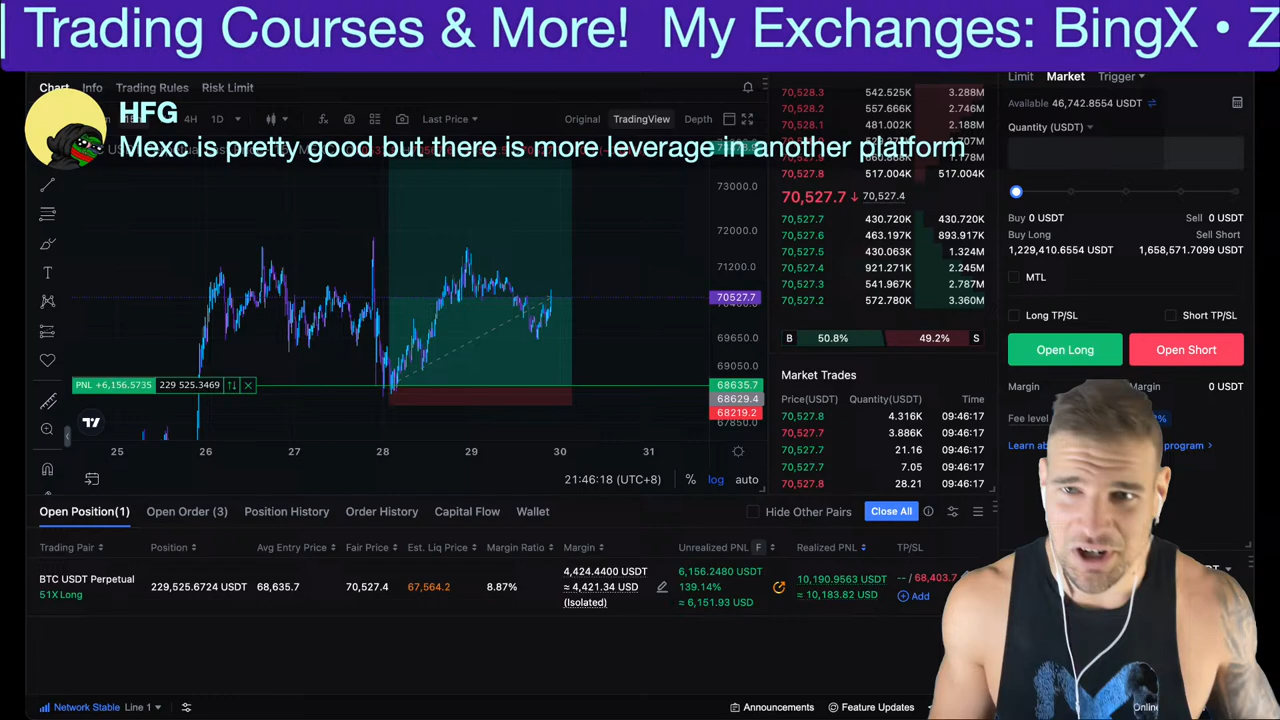 Trading Courses & More! My Exchanges: BingX • Z
Chart Info Trading Rules Risk Limit
HFG
Mexc is pretty good but there is more leverage in another platform
4H 1D Last Price Original TradingView Depth
73000.0
72000.0
71200.0
70527.7
69650.0
69050.0
68635.7
68629.4
68219.2
67850.0
PNL +6,156.5735 229 525.3469
25 26 27 28 29 30 31
21:46:18 (UTC+8) % log auto
70,528.3 542.525K 3.288M
70,528.2 557.666K 2.746M
70,528.1 481.002K 2.188M
517.004K 517.004K
70,527.7 70,527.4
70,527.7 430.720K 430.720K
70,527.6 463.197K 893.917K
70,527.5 430.063K 1.324M
70,527.4 921.271K 2.245M
70,527.3 541.967K 2.787M
70,527.2 572.780K 3.360M
B 50.8% 49.2% S
Market Trades
Price(USDT) Quantity(USDT) Time
70,527.8 4.316K 09:46:17
70,527.7 3.886K 09:46:17
70,527.7 21.16 09:46:17
70,527.7 7.05 09:46:17
70,527.8 28.21 09:46:17
Limit Market Trigger
Available 46,742.8554 USDT
Quantity (USDT)
Buy 0 USDT Sell 0 USDT
Buy Long Sell Short
1,229,410.6554 USDT 1,658,571.7099 USDT
MTL
Long TP/SL Short TP/SL
Open Long Open Short
Margin 0 USDT
Fee level
Learn program >
Open Position(1) Open Order (3) Position History Order History Capital Flow Wallet
Hide Other Pairs Close All
Trading Pair Position Avg Entry Price Fair Price Est. Liq Price Margin Ratio Margin Unrealized PNL F Realized PNL TP/SL
BTC USDT Perpetual
51X Long
229,525.6724 USDT 68,635.7 70,527.4 67,564.2 8.87%
4,424.4400 USDT
≈ 4,421.34 USD
(Isolated)
6,156.2480 USDT
139.14%
≈ 6,151.93 USD
10,190.9563 USDT
≈ 10,183.82 USD
-- / 68,403.7
Add
Network Stable Line 1 Announcements Feature Updates Online